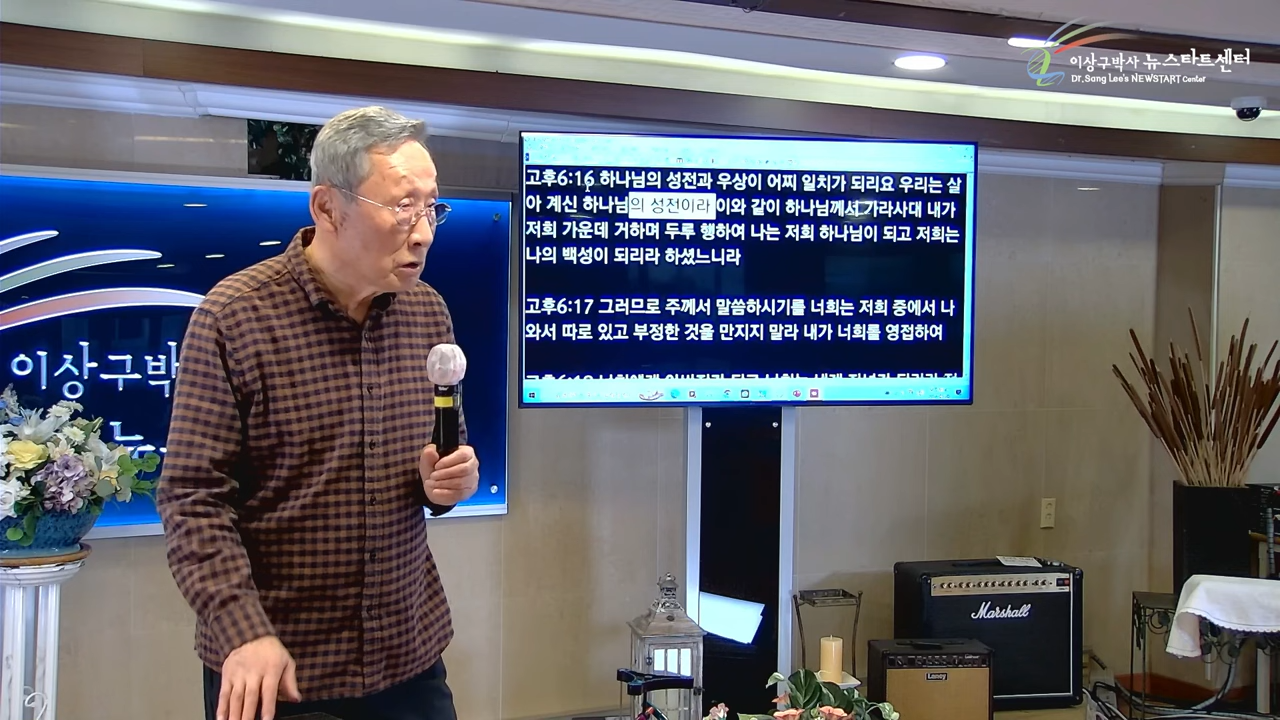 이상구박사 뉴스타트센터
Dr. Sang Lee's NEWSTART Center
고후6:16 하나님의 성전과 우상이 어찌 일치가 되리요 우리는 살
아 계신 하나님의 성전이라 이와 같이 하나님께서 가라사대 내가
저희 가운데 거하며 두루 행하여 나는 저희 하나님이 되고 저희는
나의 백성이 되리라 하셨느니라
고후6:17 그러므로 주께서 말씀하시기를 너희는 저희 중에서 나
와서 따로 있고 부정한 것을 만지지 말라 내가 너희를 영접하여
이상구박
뉴
Marshall
Laney